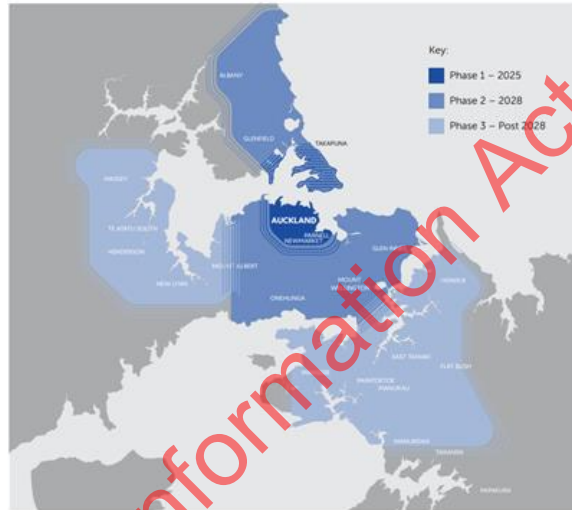 Key:
Phase 1 – 2025
Phase 2 – 2028
Phase 3 – Post 2028
ALBANY
GLENFIELD
TAKAPUNA
MASSEY
AUCKLAND
PARNELL
NEWMARKET
TE ATATU SOUTH
HENDERSON
MOUNT ALBERT
GLEN
NEW LYNN
MOUNT
WELLINGTON
ONEHUNGA
HOWICK
EAST TAMAKI
FLAT BUSH
PAPATOETOE
MANUKAU
MANUREWA
TAKANINI
PAPAKURA
Information Act